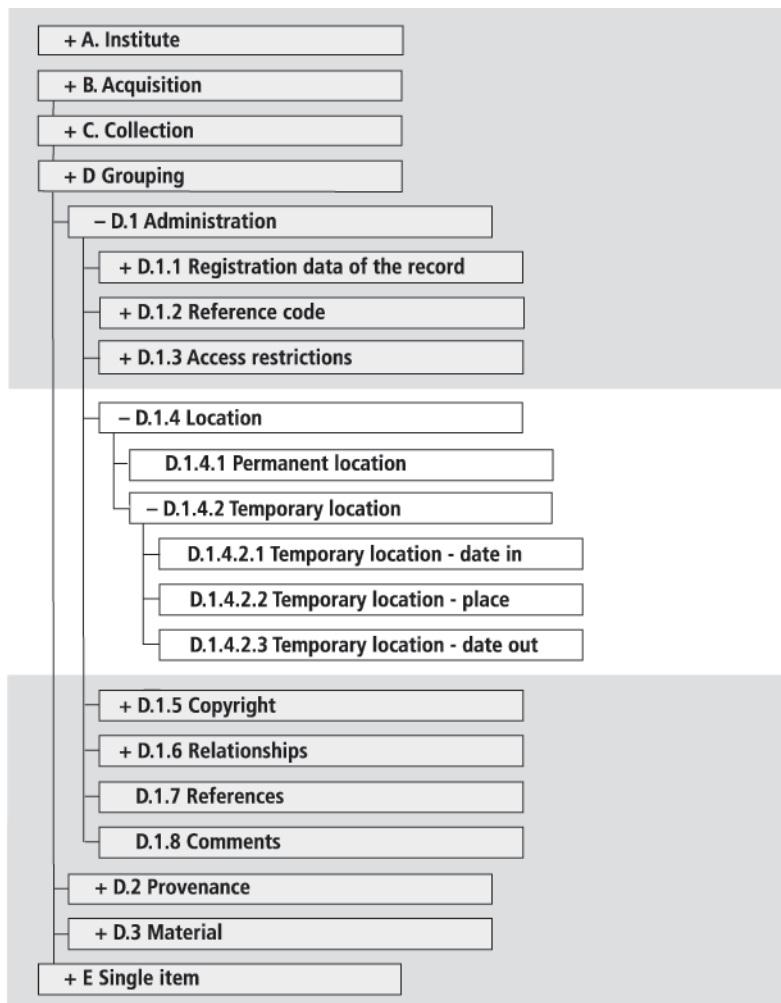 + A. Institute
+ B. Acquisition
+ C. Collection
+ D Grouping
– D.1 Administration
+ D.1.1 Registration data of the record
+ D.1.2 Reference code
+ D.1.3 Access restrictions
– D.1.4 Location
D.1.4.1 Permanent location
– D.1.4.2 Temporary location
D.1.4.2.1 Temporary location - date in
D.1.4.2.2 Temporary location - place
D.1.4.2.3 Temporary location - date out
+ D.1.5 Copyright
+ D.1.6 Relationships
D.1.7 References
D.1.8 Comments
+ D.2 Provenance
+ D.3 Material
+ E Single item